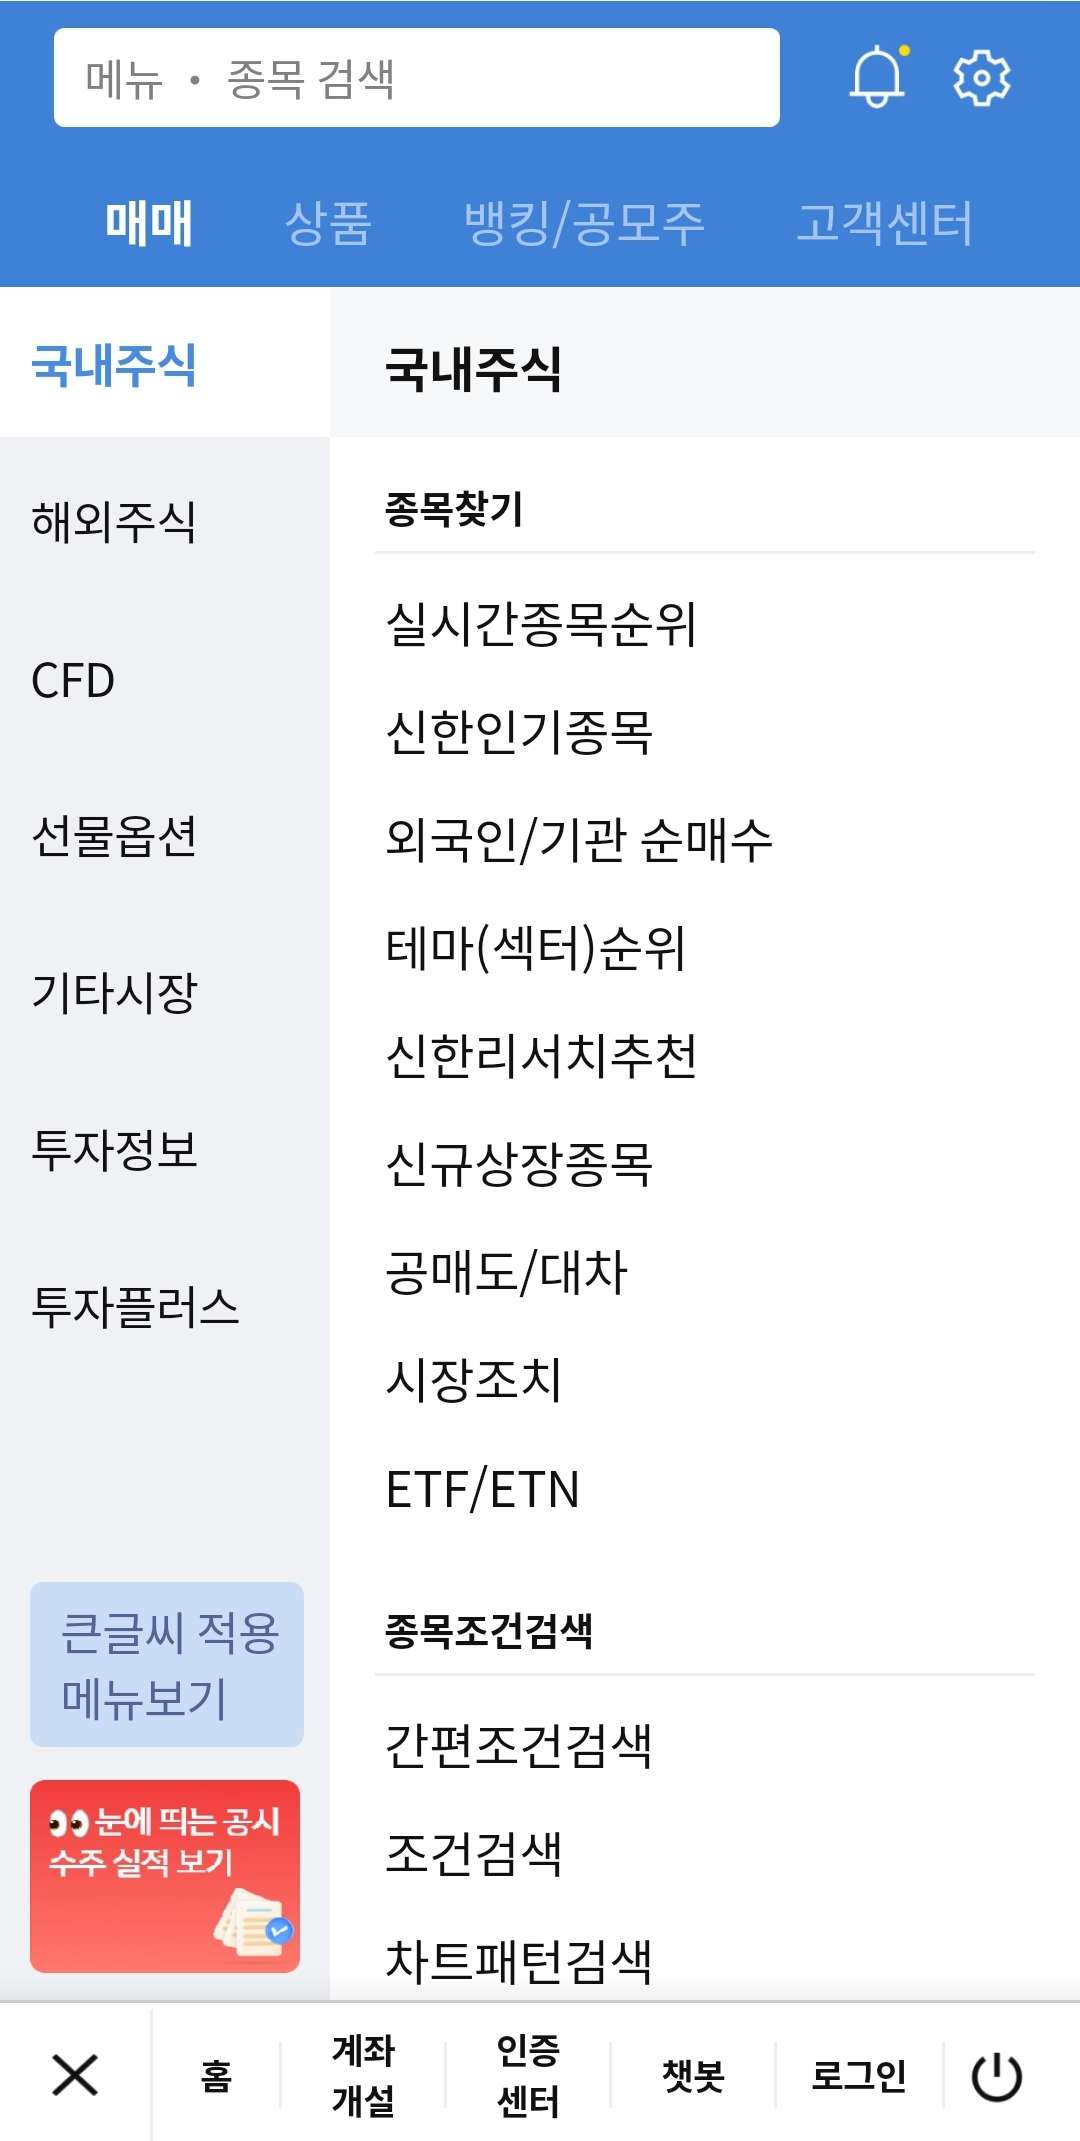 메뉴 • 종목 검색
매매 상품 뱅킹/공모주 고객센터
국내주식
해외주식
CFD
선물옵션
기타시장
투자정보
투자플러스
큰글씨 적용
메뉴보기
눈에 띄는 공시
수주 실적 보기
국내주식
종목찾기
실시간종목순위
신한인기종목
외국인/기관 순매수
테마(섹터)순위
신한리서치추천
신규상장종목
공매도/대차
시장조치
ETF/ETN
종목조건검색
간편조건검색
조건검색
차트패턴검색
홈
계좌
개설
인증
센터
챗봇
로그인